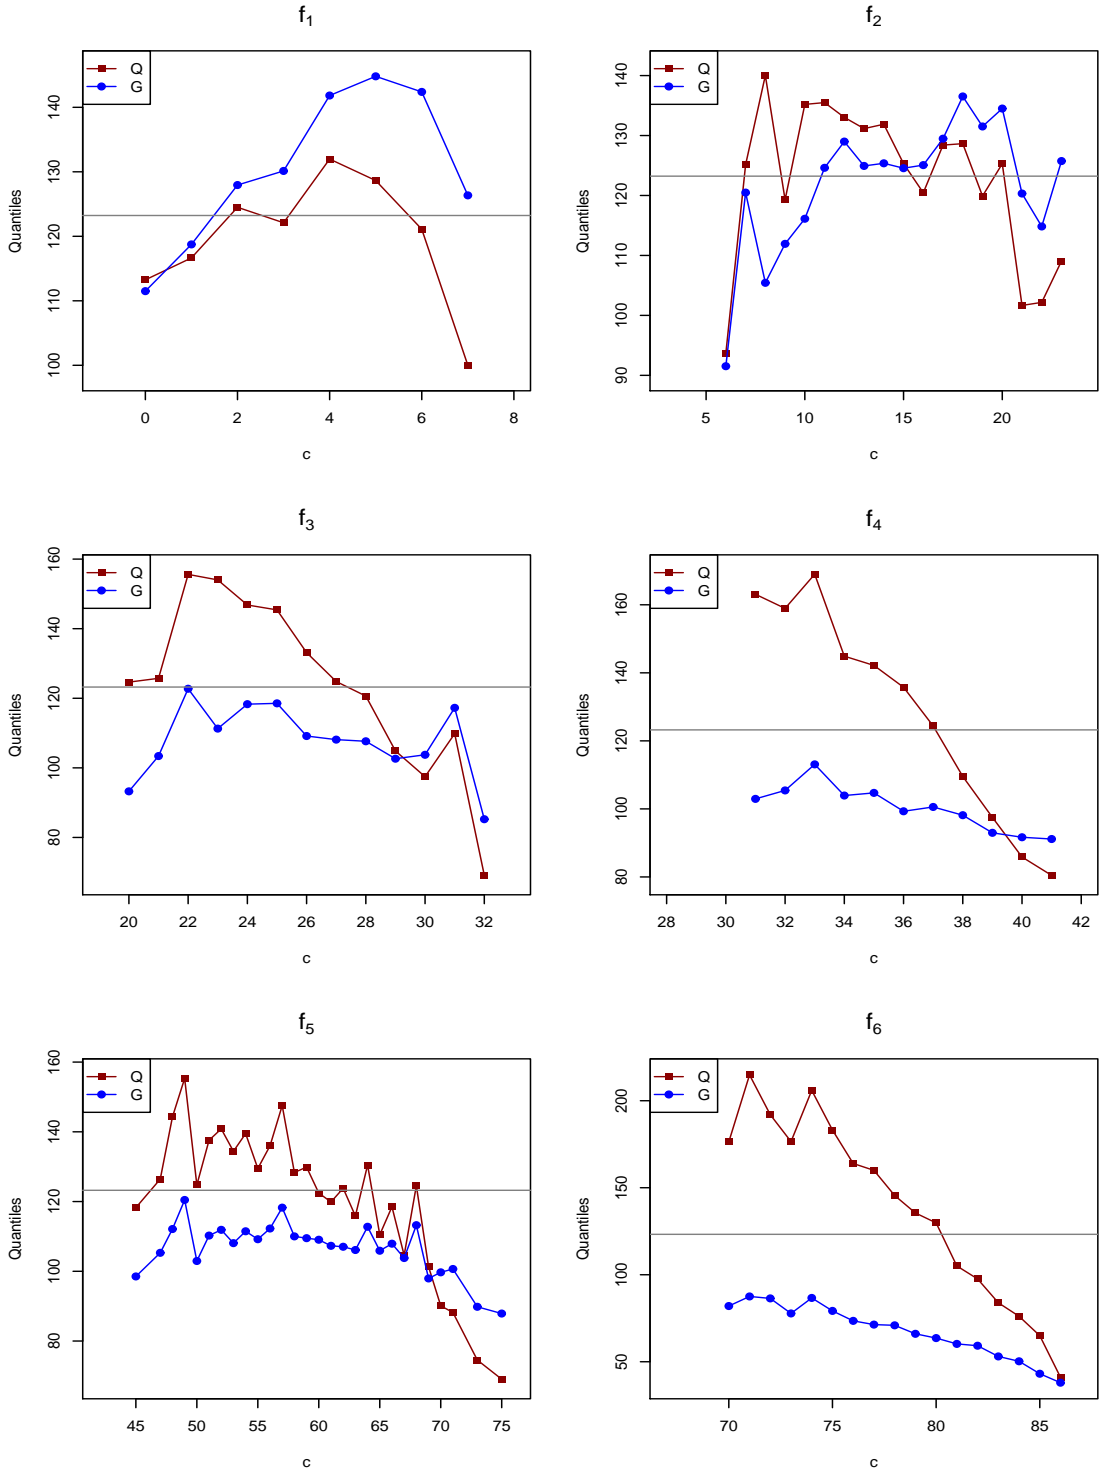 f1
Q
G
Quantiles
100 110 120 130 140
0 2 4 6 8
c
f2
Q
G
Quantiles
90 100 110 120 130 140
5 10 15 20
c
f3
Q
G
Quantiles
80 100 120 140 160
20 22 24 26 28 30 32
c
f4
Q
G
Quantiles
80 100 120 140 160
28 30 32 34 36 38 40 42
c
f5
Q
G
Quantiles
80 100 120 140 160
45 50 55 60 65 70 75
c
f6
Q
G
Quantiles
50 100 150 200
70 75 80 85
c